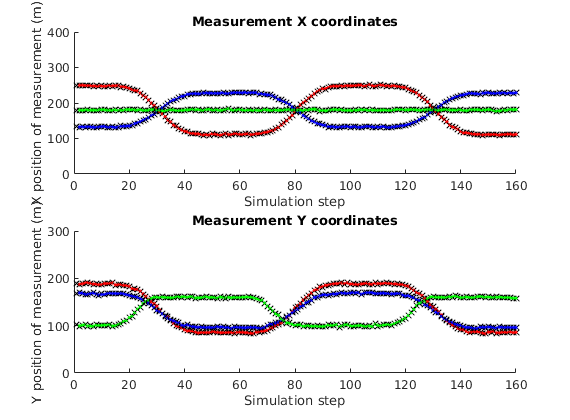 Measurement X coordinates
X position of measurement (m)
400
300
200
100
0
0 20 40 60 80 100 120 140 160
Simulation step
Measurement Y coordinates
Y position of measurement (m)
300
200
100
0
0 20 40 60 80 100 120 140 160
Simulation step